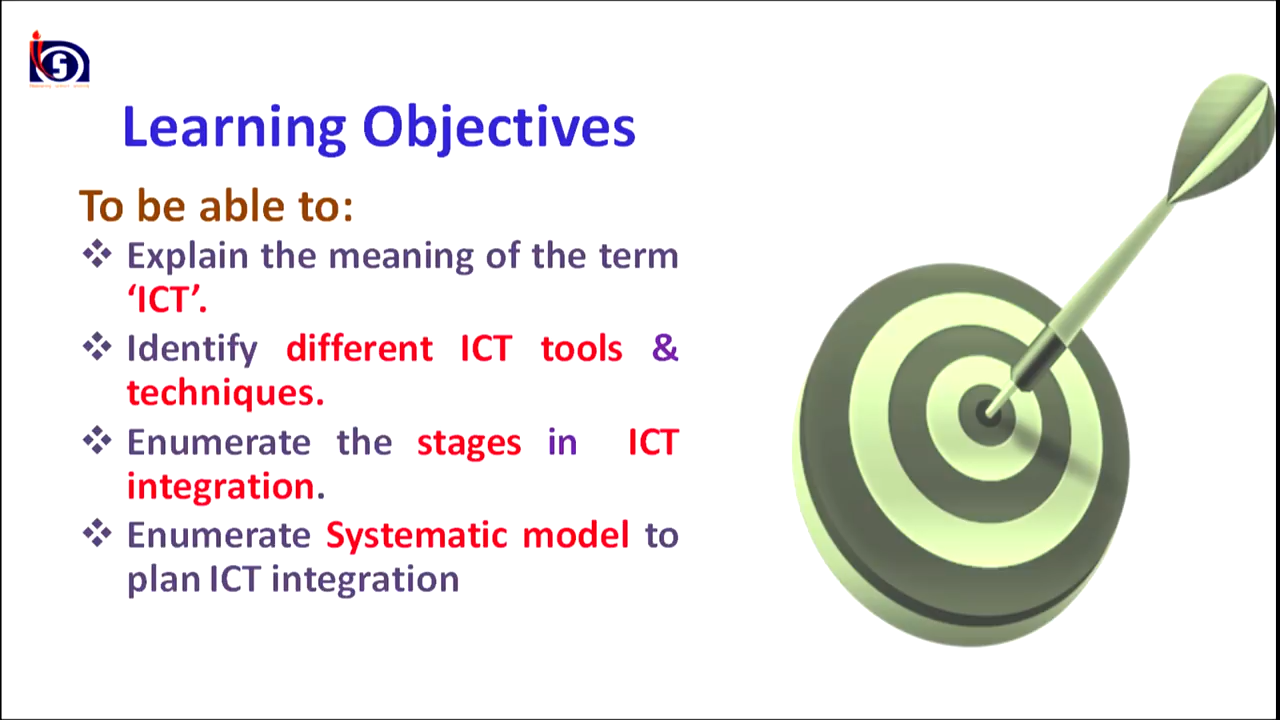 Learning Objectives
To be able to:
❖ Explain the meaning of the term
‘ICT’.
❖ Identify different ICT tools &
techniques.
❖ Enumerate the stages in ICT
integration.
❖ Enumerate Systematic model to
plan ICT integration